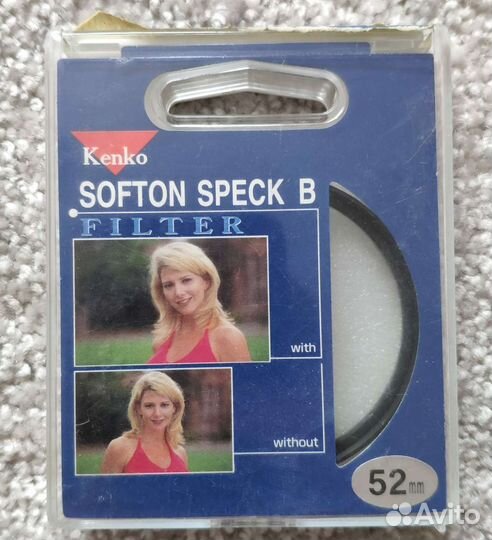 Kenko
SOFTON SPECK B
FILTER
with
without
52mm
Avito